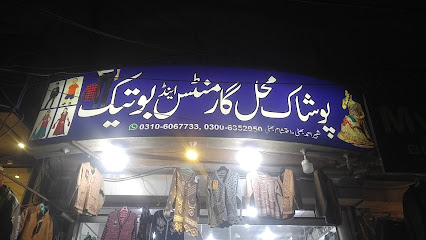 پوشاک محل گارمنٹس اینڈ بوتیک
0310-6067733, 0300-6352950